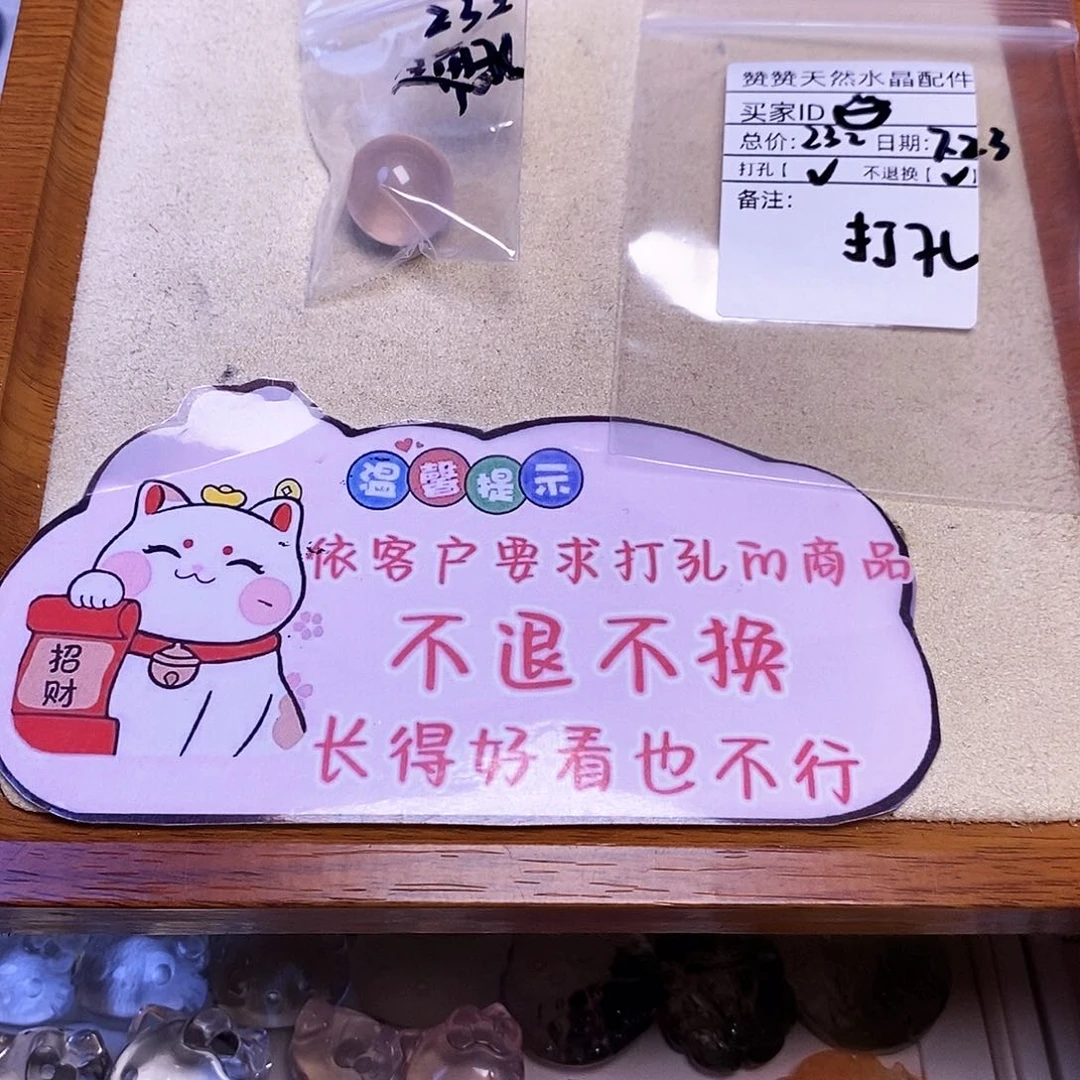 232
赞赞天然水晶配件
买家ID
总价:232 日期:7.23
打孔【✓ 不退换【✓】
备注:
打孔
温馨提示
依客户要求打孔的商品
不退不换
长得好看也不行
招
财